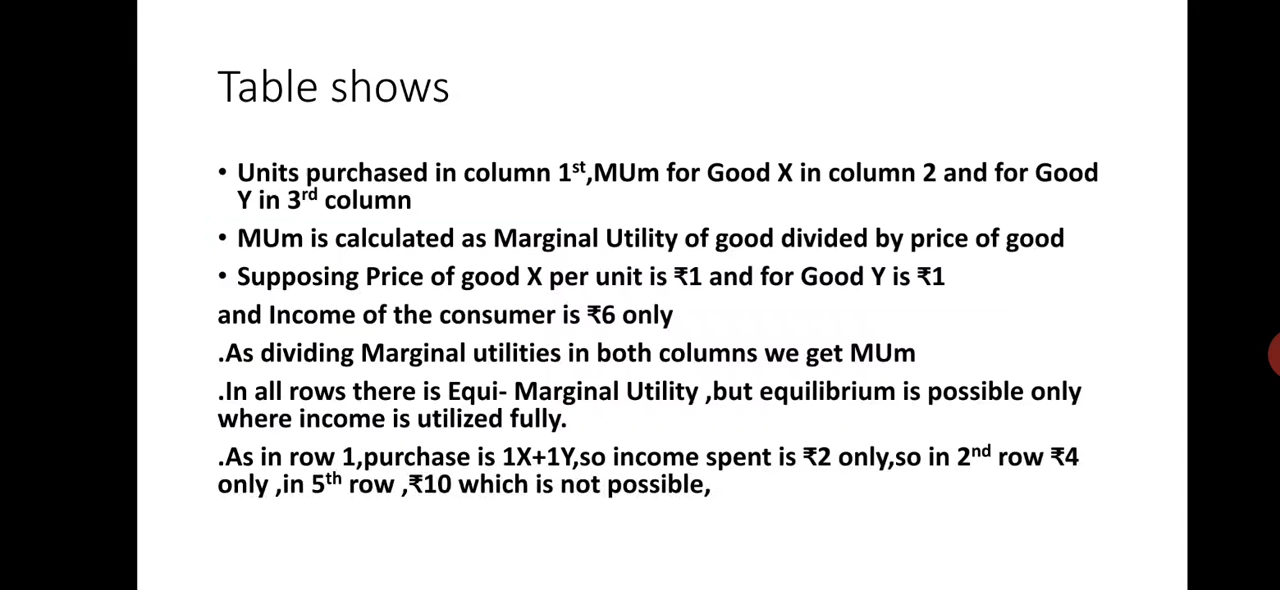 Table shows
• Units purchased in column 1st,MUm for Good X in column 2 and for Good
Y in 3rd column
• MUm is calculated as Marginal Utility of good divided by price of good
• Supposing Price of good X per unit is ₹1 and for Good Y is ₹1
and Income of the consumer is ₹6 only
.As dividing Marginal utilities in both columns we get MUm
.In all rows there is Equi- Marginal Utility ,but equilibrium is possible only
where income is utilized fully.
.As in row 1,purchase is 1X+1Y,so income spent is ₹2 only,so in 2nd row ₹4
only ,in 5th row ,₹10 which is not possible,